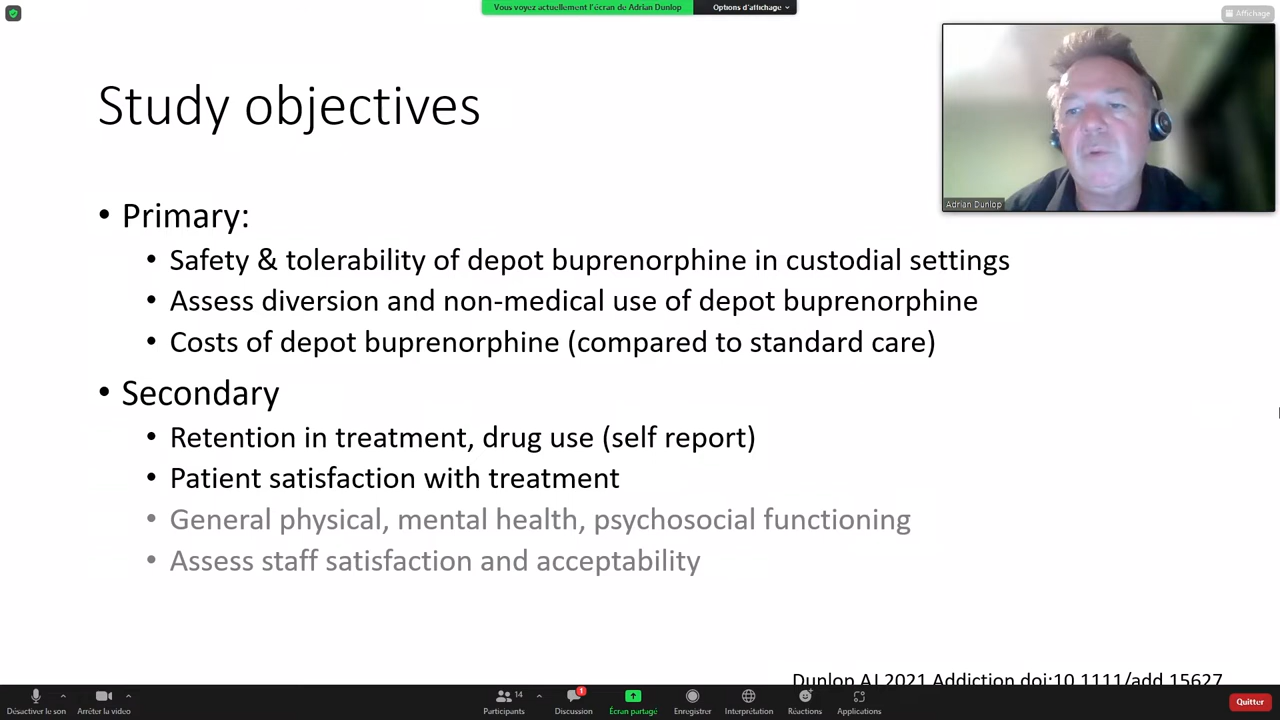 Vous voyez actuellement l'écran de Adrian Dunlop
Options d'affichage
Affichage
Study objectives
Adrian Dunlop
• Primary:
• Safety & tolerability of depot buprenorphine in custodial settings
• Assess diversion and non-medical use of depot buprenorphine
• Costs of depot buprenorphine (compared to standard care)
• Secondary
• Retention in treatment, drug use (self report)
• Patient satisfaction with treatment
• General physical, mental health, psychosocial functioning
• Assess staff satisfaction and acceptability
Dunlop AJ 2021 Addiction doi:10.1111/add.15627
14
1
Désactiver le son
Arrêter la vidéo
Participants
Discussion
Écran partagé
Enregistrer
Interprétation
Réactions
Applications
Quitter